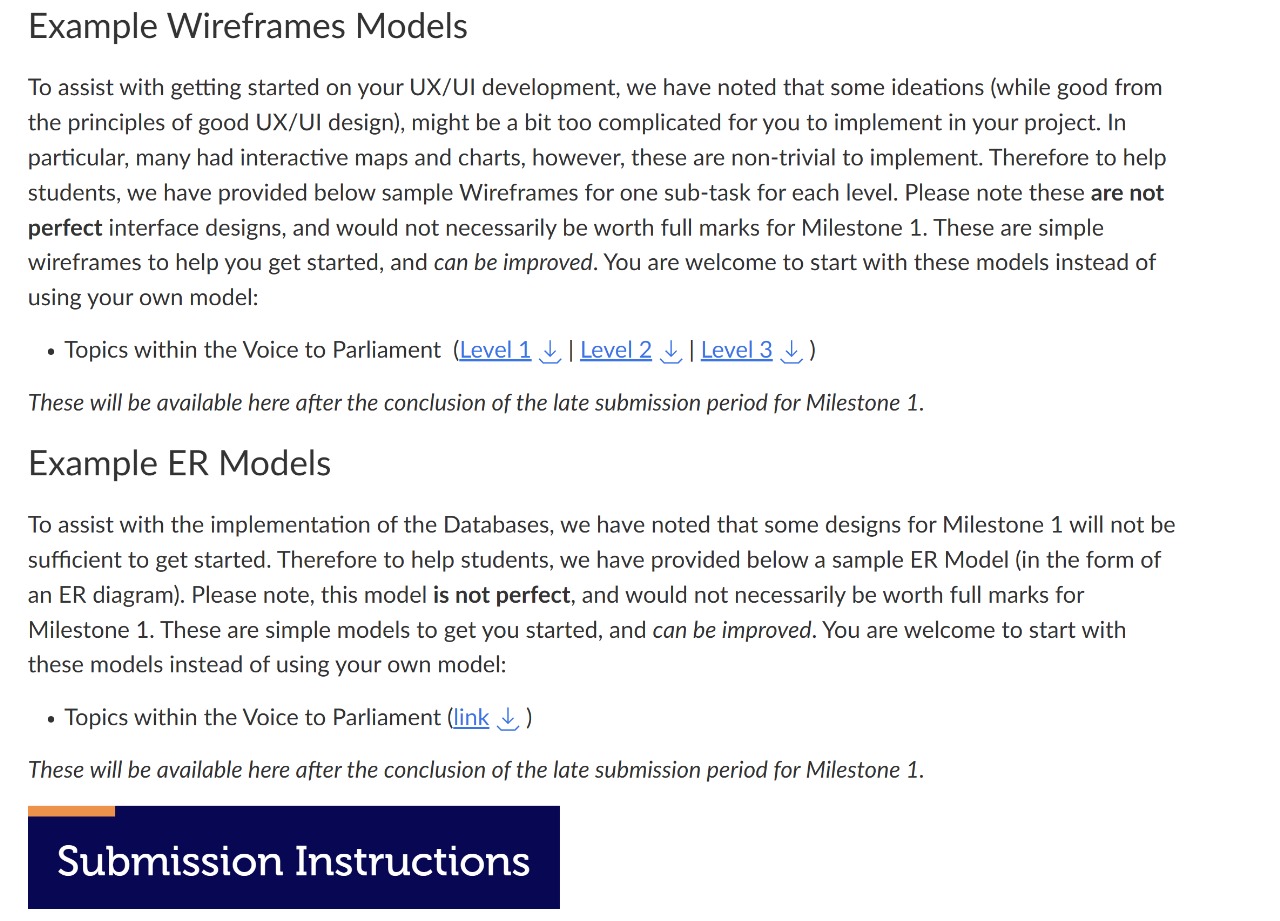 Example Wireframes Models
To assist with getting started on your UX/UI development, we have noted that some ideations (while good from
the principles of good UX/UI design), might be a bit too complicated for you to implement in your project. In
particular, many had interactive maps and charts, however, these are non-trivial to implement. Therefore to help
students, we have provided below sample Wireframes for one sub-task for each level. Please note these are not
perfect interface designs, and would not necessarily be worth full marks for Milestone 1. These are simple
wireframes to help you get started, and can be improved. You are welcome to start with these models instead of
using your own model:
• Topics within the Voice to Parliament (Level 1 | Level 2 | Level 3 )
These will be available here after the conclusion of the late submission period for Milestone 1.
Example ER Models
To assist with the implementation of the Databases, we have noted that some designs for Milestone 1 will not be
sufficient to get started. Therefore to help students, we have provided below a sample ER Model (in the form of
an ER diagram). Please note, this model is not perfect, and would not necessarily be worth full marks for
Milestone 1. These are simple models to get you started, and can be improved. You are welcome to start with
these models instead of using your own model:
• Topics within the Voice to Parliament (link )
These will be available here after the conclusion of the late submission period for Milestone 1.
Submission Instructions